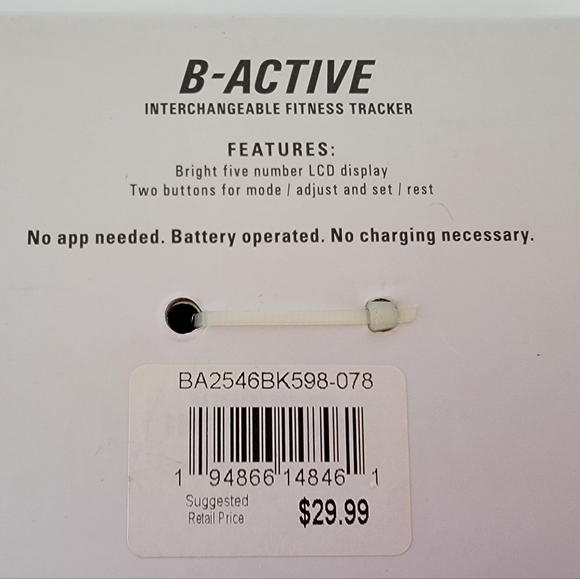 B-ACTIVE
INTERCHANGEABLE FITNESS TRACKER
FEATURES:
Bright five number LCD display
Two buttons for mode / adjust and set / rest
No app needed. Battery operated. No charging necessary.
BA2546BK598-078
1 94866 14846 1
Suggested
Retail Price $29.99